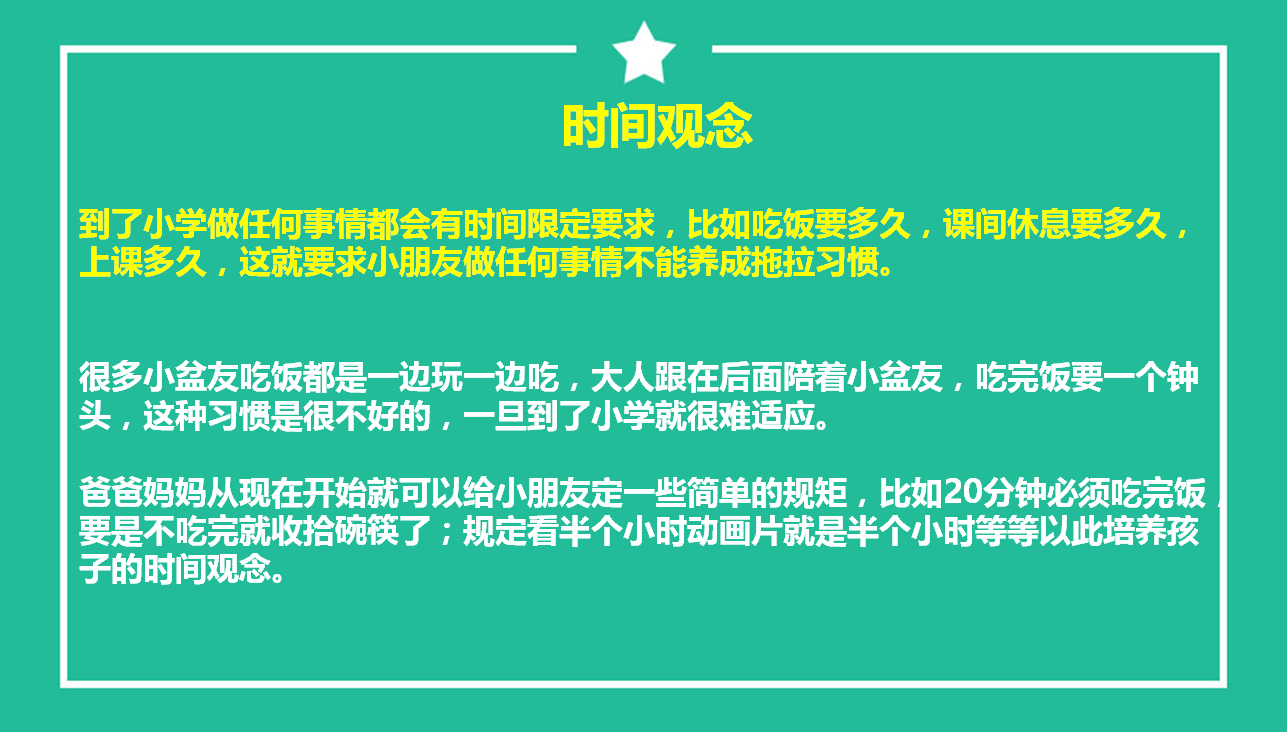 时间观念
到了小学做任何事情都会有时间限定要求，比如吃饭要多久，课间休息要多久，
上课多久，这就要求小朋友做任何事情不能养成拖拉习惯。
很多小盆友吃饭都是一边玩一边吃，大人跟在后面陪着小盆友，吃完饭要一个钟
头，这种习惯是很不好的，一旦到了小学就很难适应。
爸爸妈妈从现在开始就可以给小朋友定一些简单的规矩，比如20分钟必须吃完饭，
要是不吃完就收拾碗筷了；规定看半个小时动画片就是半个小时等等以此培养孩
子的时间观念。